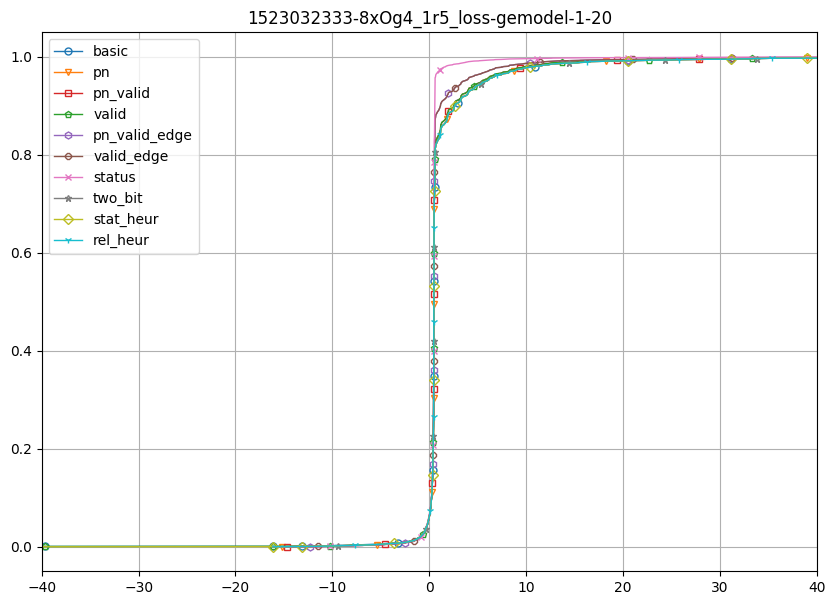 1523032333-8xOg4_1r5_loss-gemodel-1-20
basic
pn
pn_valid
valid
pn_valid_edge
valid_edge
status
two_bit
stat_heur
rel_heur
1.0
0.8
0.6
0.4
0.2
0.0
−40 −30 −20 −10 0 10 20 30 40